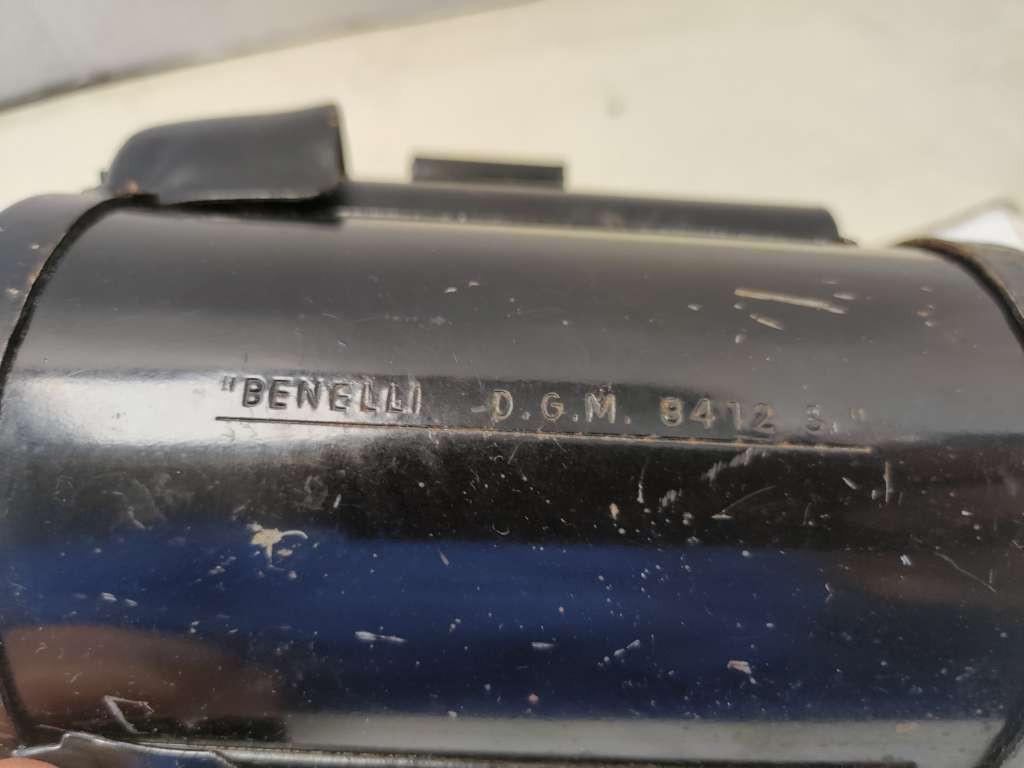 "BENELLI D.G.M. 8412 S."